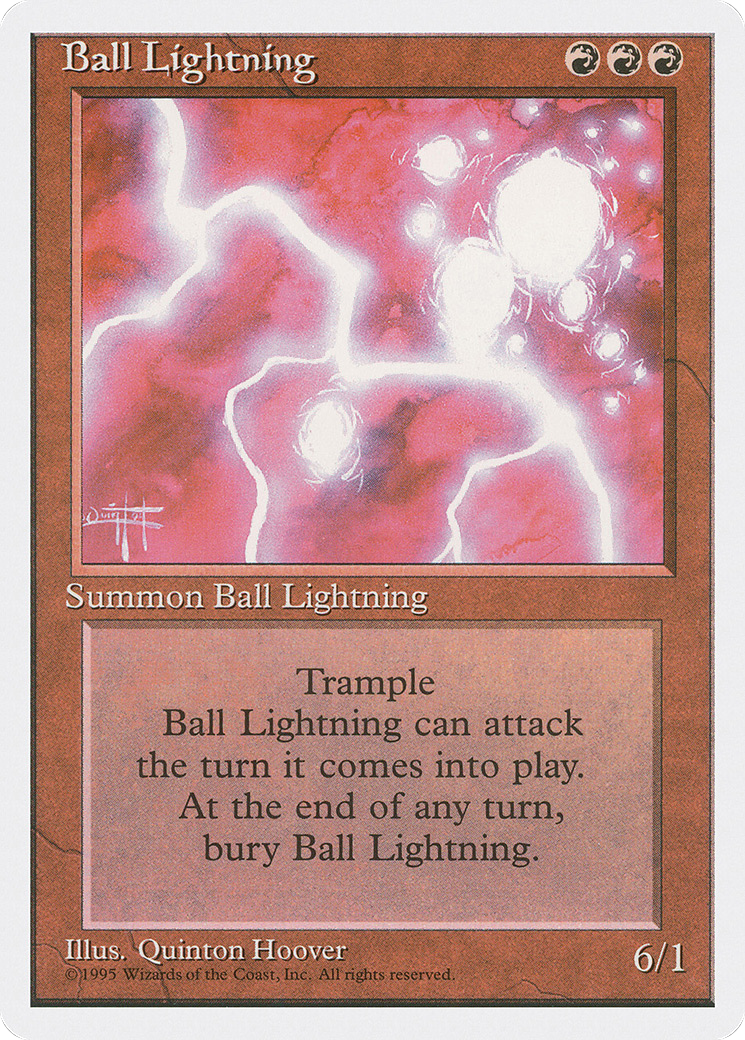 Ball Lightning
Summon Ball Lightning
Trample
Ball Lightning can attack
the turn it comes into play.
At the end of any turn,
bury Ball Lightning.
Illus. Quinton Hoover
6/1
©1995 Wizards of the Coast, Inc. All rights reserved.